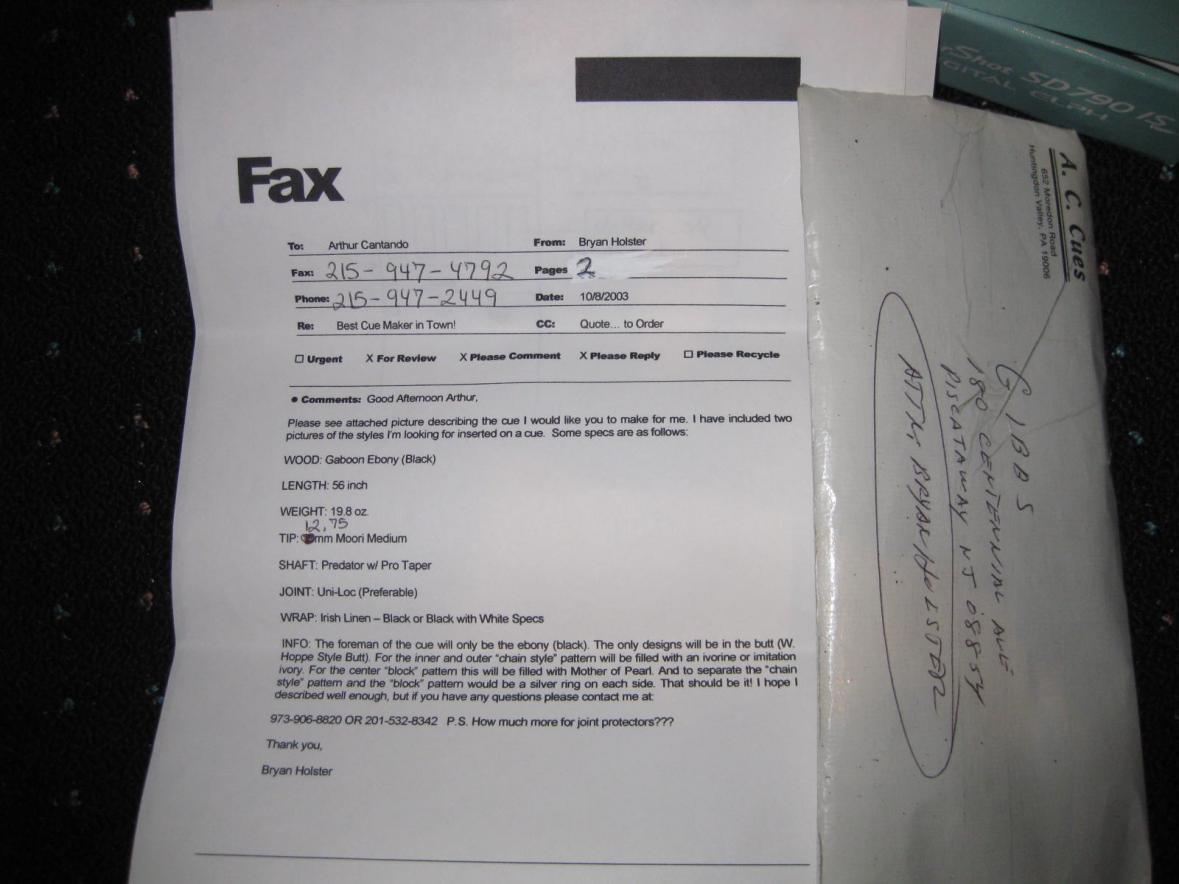 Fax
To: Arthur Cantando From: Bryan Holster
Fax: 215-947-4792 Pages 2
Phone: 215-947-2449 Date: 10/8/2003
Re: Best Cue Maker in Town! CC: Quote... to Order
☐ Urgent X For Review X Please Comment X Please Reply ☐ Please Recycle
• Comments: Good Afternoon Arthur,
Please see attached picture describing the cue I would like you to make for me. I have included two
pictures of the styles I'm looking for inserted on a cue. Some specs are as follows:
WOOD: Gaboon Ebony (Black)
LENGTH: 56 inch
WEIGHT: 19.8 oz.
12.75
TIP: mm Moori Medium
SHAFT: Predator w/ Pro Taper
JOINT: Uni-Loc (Preferable)
WRAP: Irish Linen – Black or Black with White Specs
INFO: The foreman of the cue will only be the ebony (black). The only designs will be in the butt (W.
Hoppe Style Butt). For the inner and outer "chain style" pattern will be filled with an ivorine or imitation
ivory. For the center "block" pattern this will be filled with Mother of Pearl. And to separate the "chain
style" pattern and the "block" pattern would be a silver ring on each side. That should be it! I hope I
described well enough, but if you have any questions please contact me at:
973-906-8820 OR 201-532-8342 P.S. How much more for joint protectors???
Thank you,
Bryan Holster
A. C. Cues
652 Moredon Road
Huntingdon Valley, PA 19006
GIBBS
180 CENTENNIAL AVE
PISCATAWAY NJ 08854
ATTN: BRYAN HOLSTER
Shot SD790 IS
DIGITAL ELPH